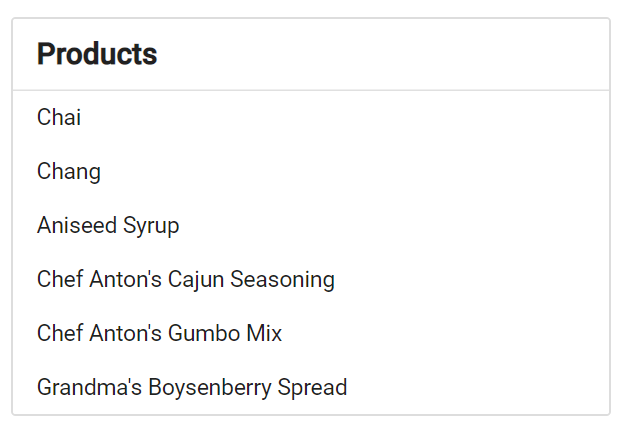 Products
Chai
Chang
Aniseed Syrup
Chef Anton's Cajun Seasoning
Chef Anton's Gumbo Mix
Grandma's Boysenberry Spread